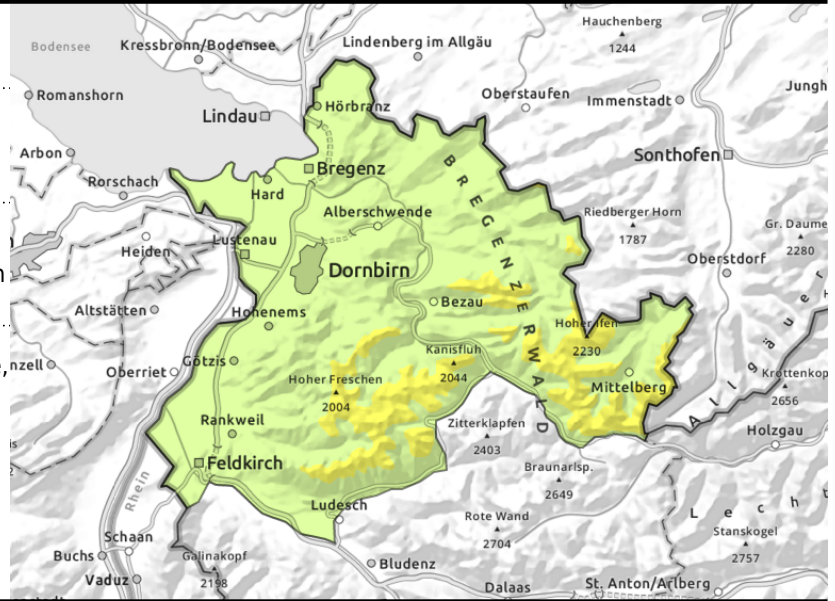 Hauchenberg
1244
Bodensee
Kressbronn/Bodensee
Lindenberg im Allgäu
Romanshorn
Oberstaufen
Immenstadt
Jungh
Lindau
Hörbranz
Arbon
Sonthofen
Rorschach
Bregenz
Hard
BREGENZERWALD
Alberschwende
Riedberger Horn
1787
Gr. Daume
2280
Heiden
Lustenau
Oberstdorf
Dornbirn
Bezau
Altstätten
Hohenems
Hoher Ifen
2230
Allgäuer
nzell
Götzis
Kanisfluh
2044
Oberriet
Hoher Freschen
2004
Mittelberg
Krottenkop
2656
Rankweil
Zitterklapfen
2403
Holzgau
is
Feldkirch
Braunarlsp.
2649
Rhein
Ludesch
Rote Wand
2704
Lecht
Stanskogel
2757
Schaan
Buchs
Galinakopf
2198
Bludenz
Vaduz
Dalaas
St. Anton/Arlberg